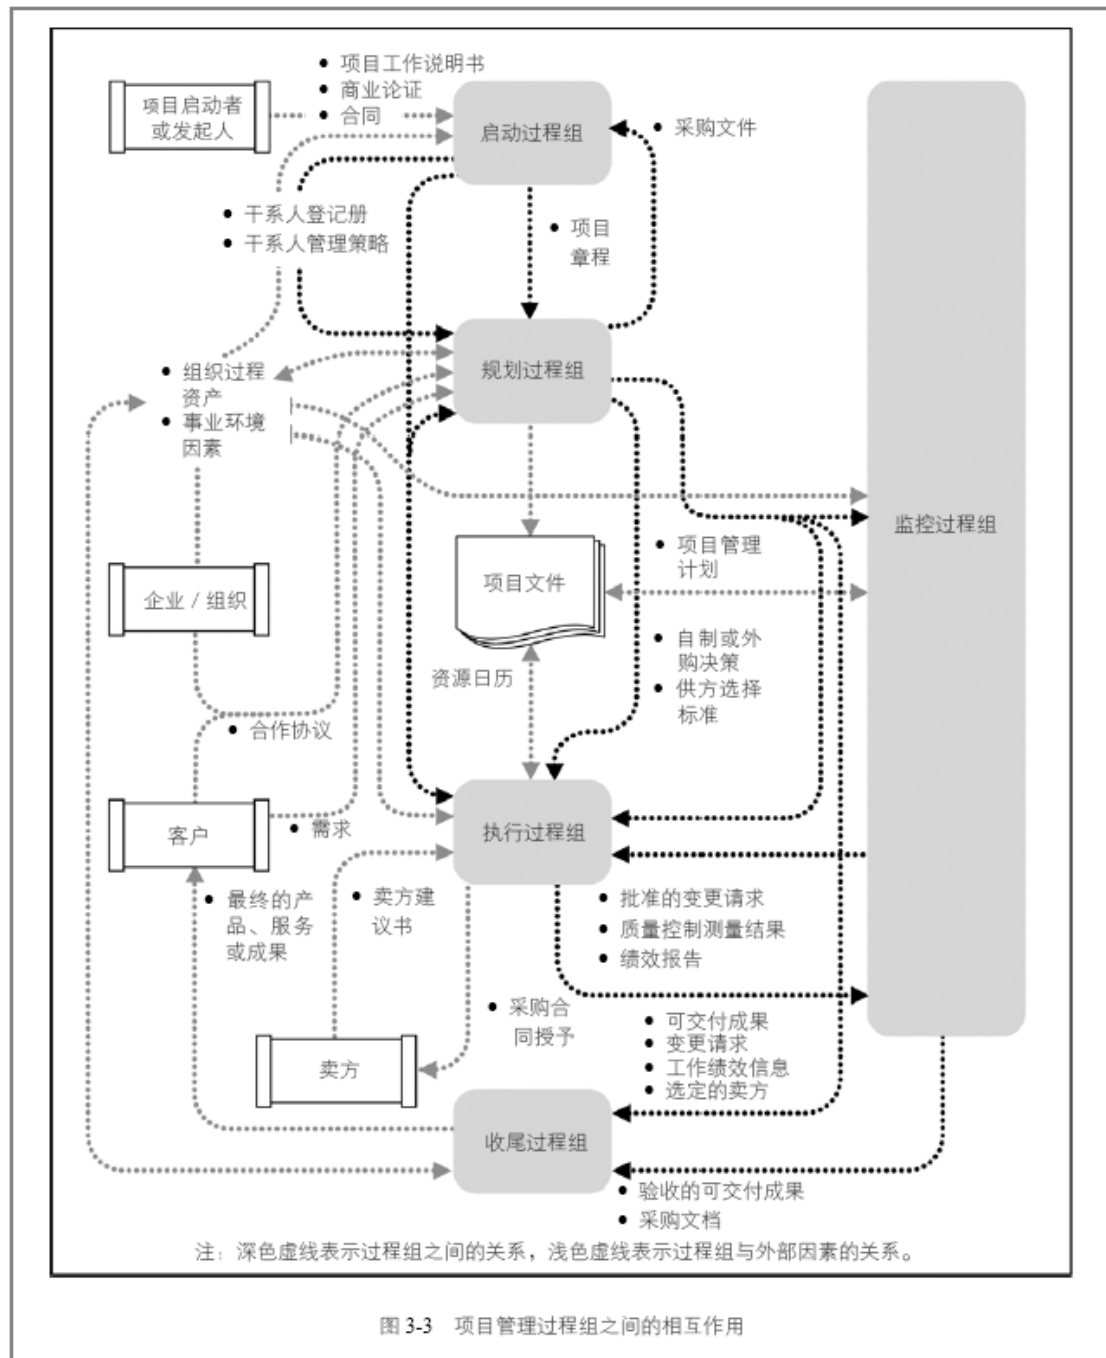 项目启动者
或发起人
● 项目工作说明书
● 商业论证
● 合同
启动过程组
● 采购文件
● 干系人登记册
● 干系人管理策略
● 项目
章程
规划过程组
● 组织过程
资产
● 事业环境
因素
监控过程组
● 项目管理
计划
项目文件
企业 / 组织
● 自制或外
购决策
● 供方选择
标准
资源日历
● 合作协议
客户
● 需求
执行过程组
● 最终的产
品、服务
或成果
● 卖方建
议书
● 批准的变更请求
● 质量控制测量结果
● 绩效报告
● 采购合
同授予
● 可交付成果
● 变更请求
● 工作绩效信息
● 选定的卖方
卖方
收尾过程组
● 验收的可交付成果
● 采购文档
注：深色虚线表示过程组之间的关系，浅色虚线表示过程组与外部因素的关系。
图 3-3 项目管理过程组之间的相互作用